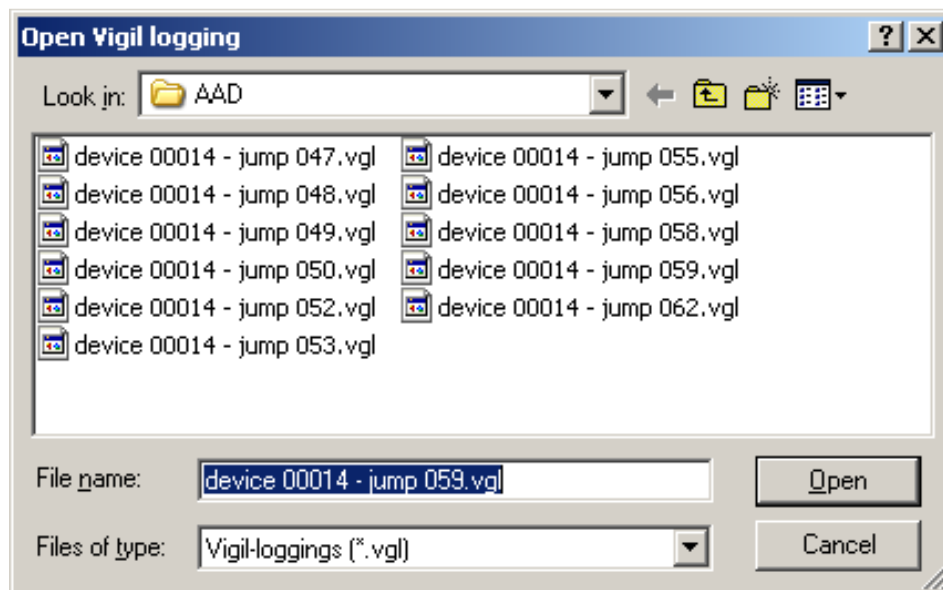 Open Vigil logging
Look in: AAD
device 00014 - jump 047.vgl
device 00014 - jump 048.vgl
device 00014 - jump 049.vgl
device 00014 - jump 050.vgl
device 00014 - jump 052.vgl
device 00014 - jump 053.vgl
device 00014 - jump 055.vgl
device 00014 - jump 056.vgl
device 00014 - jump 058.vgl
device 00014 - jump 059.vgl
device 00014 - jump 062.vgl
File name: device 00014 - jump 059.vgl Open
Files of type: Vigil-loggings (*.vgl) Cancel